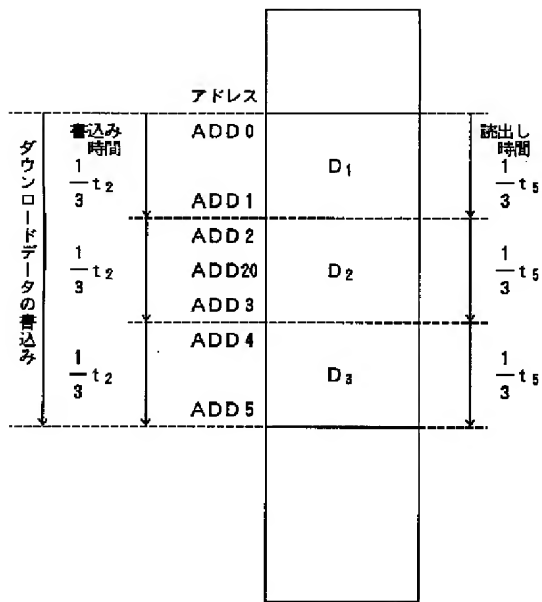 アドレス
書込み
時間
ADD0
D₁
読出し
時間
1
3
t₂
1
3
t₅
ADD1
ダウンロードデータの書込み
ADD2
1
3
t₂
ADD20
D₂
1
3
t₅
ADD3
ADD4
1
3
t₂
D₃
1
3
t₅
ADD5